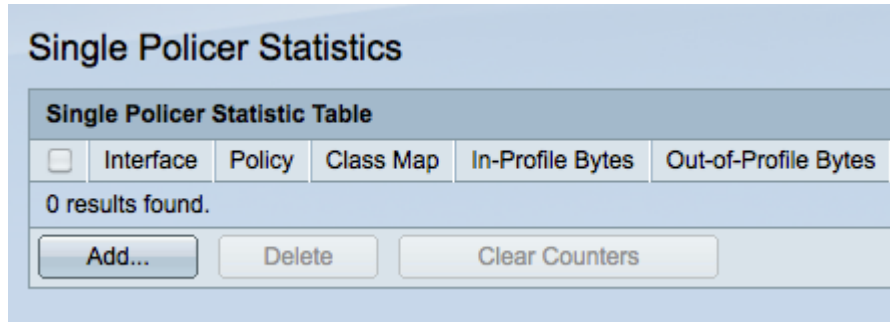 Single Policer Statistics
Single Policer Statistic Table
Interface Policy Class Map In-Profile Bytes Out-of-Profile Bytes
0 results found.
Add... Delete Clear Counters